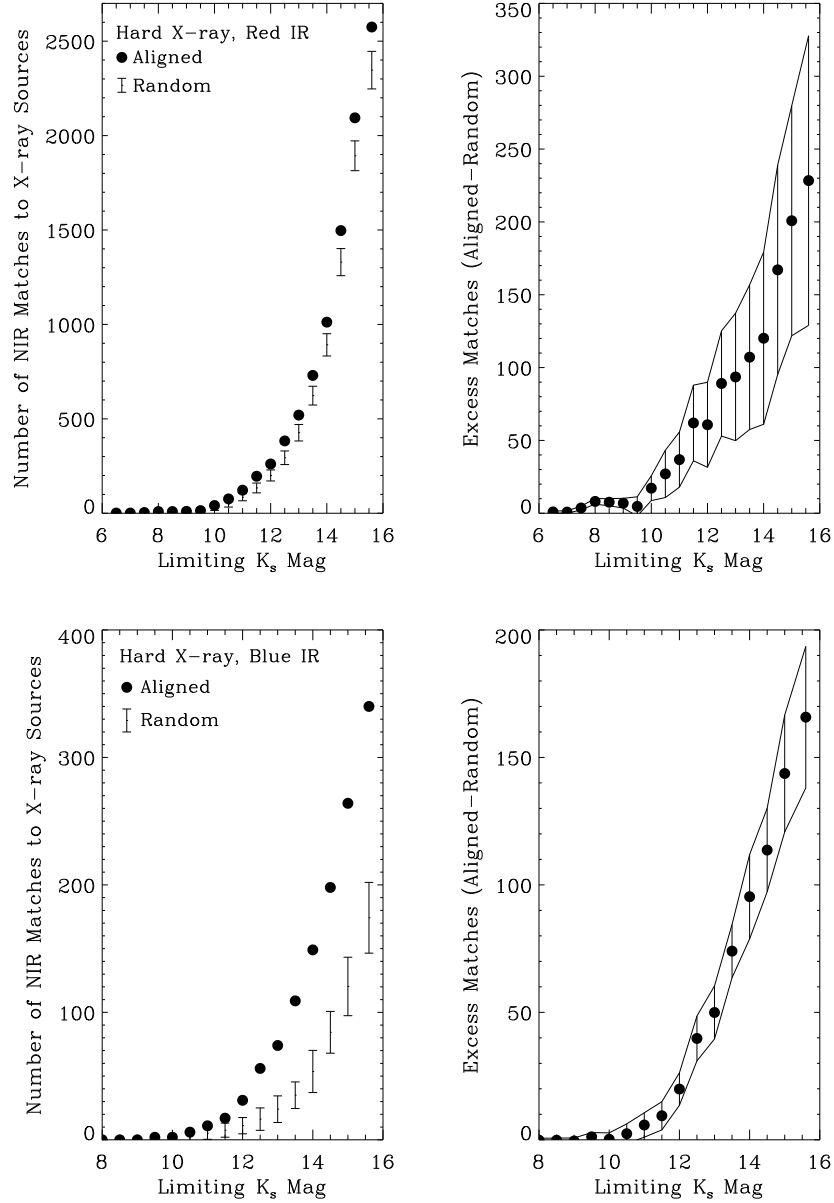 Hard X-ray, Red IR
Aligned
Random
Number of NIR Matches to X-ray Sources
2500
2000
1500
1000
500
0
6 8 10 12 14 16
Limiting Ks Mag
Excess Matches (Aligned-Random)
350
300
250
200
150
100
50
0
6 8 10 12 14 16
Limiting Ks Mag
Hard X-ray, Blue IR
Aligned
Random
Number of NIR Matches to X-ray Sources
400
300
200
100
0
8 10 12 14 16
Limiting Ks Mag
Excess Matches (Aligned-Random)
200
150
100
50
0
8 10 12 14 16
Limiting Ks Mag